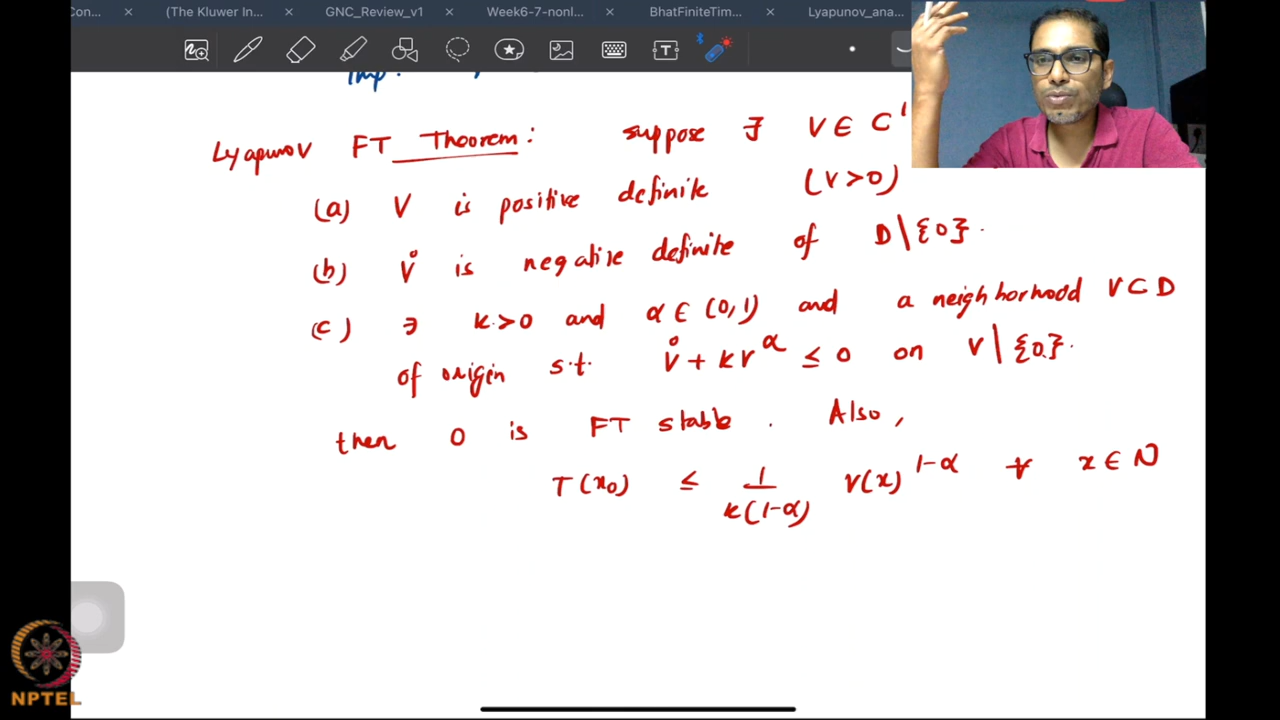 Con...
(The Kluwer In...
GNC_Review_v1
Week6-7-nonl...
BhatFiniteTim...
Lyapunov_ana...
Lyapunov FT Theorem: suppose ∃ V ∈ C¹
(a) V is positive definite (V>0)
(b) V̇ is negative definite of D\{0}.
(c) ∃ k>0 and α ∈ (0,1) and a neighborhood V⊂D
of origin s.t. V̇ + kV^α ≤ 0 on V\{0}.
then 0 is FT stable. Also,
T(x₀) ≤ 1/k(1-α) V(x)^1-α ∀ x ∈ N
NPTEL